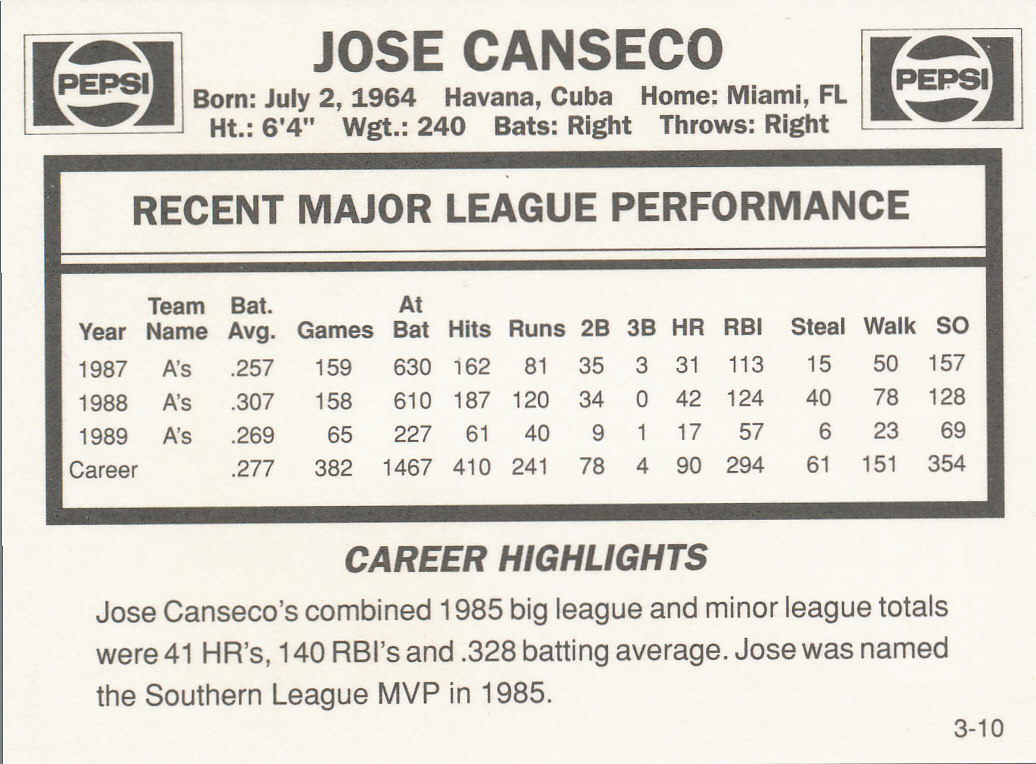 JOSE CANSECO
PEPSI
PEPSI
Born: July 2, 1964 Havana, Cuba Home: Miami, FL
Ht.: 6'4" Wgt.: 240 Bats: Right Throws: Right
RECENT MAJOR LEAGUE PERFORMANCE
Team Bat. At
Year Name Avg. Games Bat Hits Runs 2B 3B HR RBI Steal Walk SO
1987 A's .257 159 630 162 81 35 3 31 113 15 50 157
1988 A's .307 158 610 187 120 34 0 42 124 40 78 128
1989 A's .269 65 227 61 40 9 1 17 57 6 23 69
Career .277 382 1467 410 241 78 4 90 294 61 151 354
CAREER HIGHLIGHTS
Jose Canseco's combined 1985 big league and minor league totals
were 41 HR's, 140 RBI's and .328 batting average. Jose was named
the Southern League MVP in 1985.
3-10